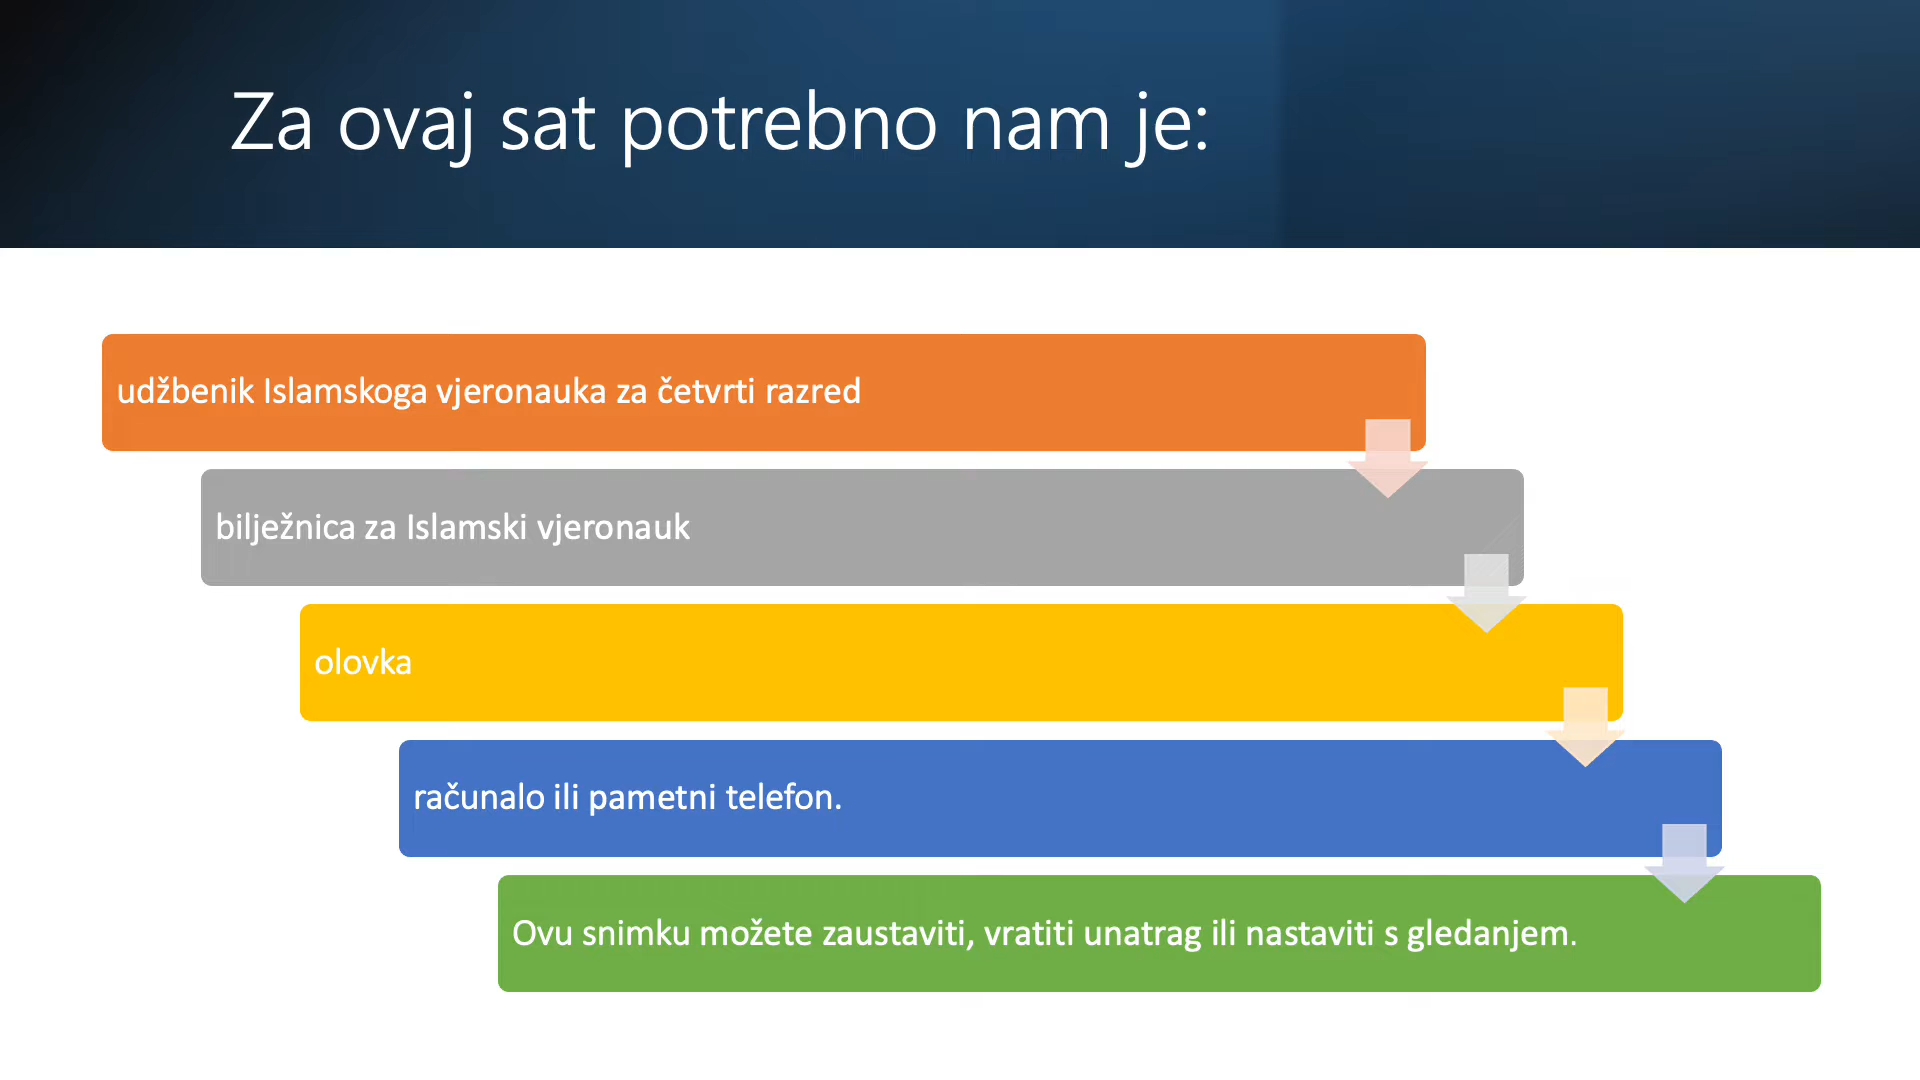 Za ovaj sat potrebno nam je:
udžbenik Islamskoga vjeronauka za četvrti razred
bilježnica za Islamski vjeronauk
olovka
računalo ili pametni telefon.
Ovu snimku možete zaustaviti, vratiti unatrag ili nastaviti s gledanjem.